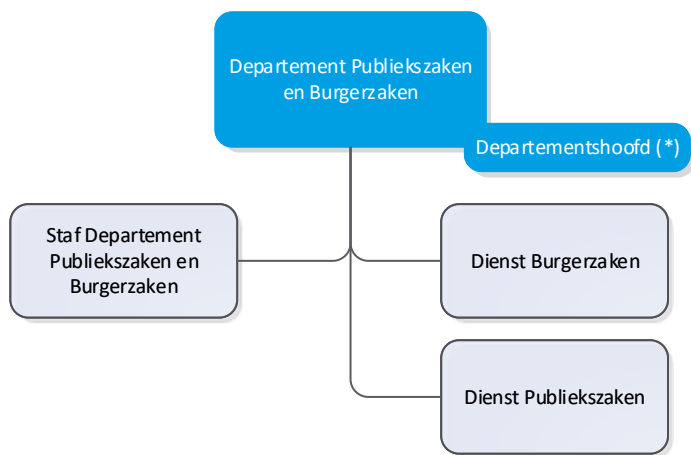 Departement Publiekszaken
en Burgerzaken
Departementshoofd (*)
Staf Departement
Publiekszaken en
Burgerzaken
Dienst Burgerzaken
Dienst Publiekszaken